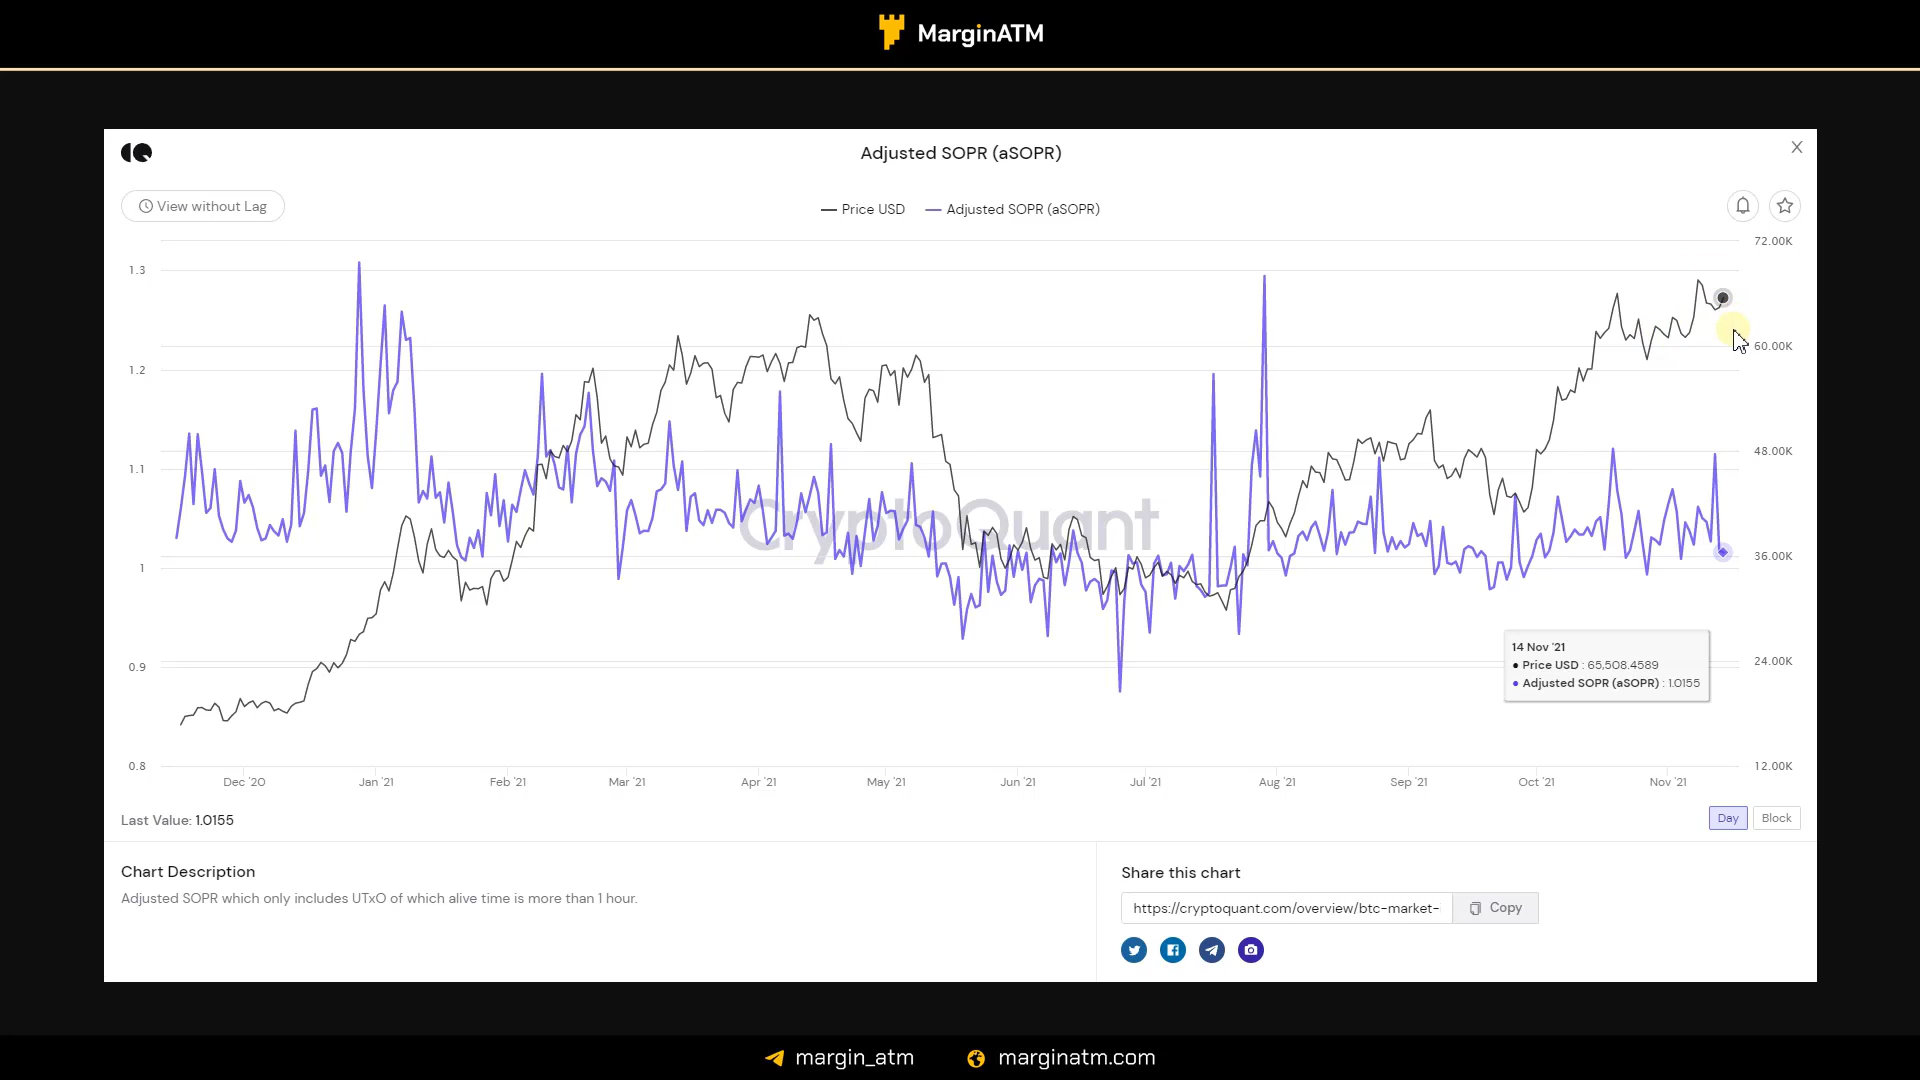 MarginATM
Adjusted SOPR (aSOPR)
View without Lag
Price USD Adjusted SOPR (aSOPR)
72.00K
1.3
60.00K
1.2
48.00K
1.1
CryptoQuant
36.00K
1
14 Nov '21
Price USD : 65,508.4589
Adjusted SOPR (aSOPR) : 1.0155
24.00K
0.9
0.8
12.00K
Dec '20 Jan '21 Feb '21 Mar '21 Apr '21 May '21 Jun '21 Jul '21 Aug '21 Sep '21 Oct '21 Nov '21
Last Value: 1.0155
Day Block
Chart Description
Adjusted SOPR which only includes UTxO of which alive time is more than 1 hour.
Share this chart
https://cryptoquant.com/overview/btc-market-
Copy
margin_atm marginatm.com